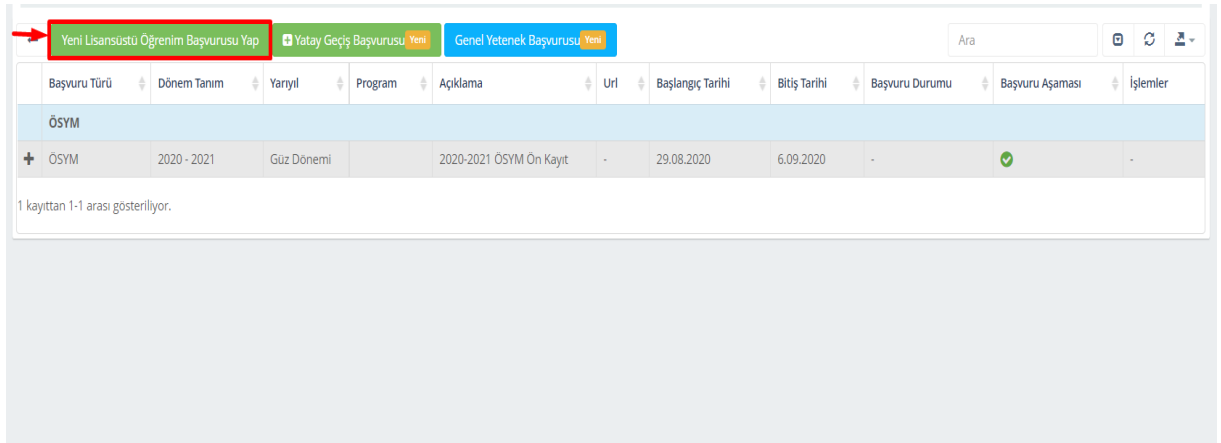 Yeni Lisansüstü Öğrenim Başvurusu Yap Yatay Geçiş Başvurusu Yeni Genel Yetenek Başvurusu Yeni Ara
Başvuru Türü Dönem Tanım Yarıyıl Program Açıklama Url Başlangıç Tarihi Bitiş Tarihi Başvuru Durumu Başvuru Aşaması İşlemler
ÖSYM
ÖSYM 2020 - 2021 Güz Dönemi 2020-2021 ÖSYM Ön Kayıt - 29.08.2020 6.09.2020 - -
1 kayıttan 1-1 arası gösteriliyor.